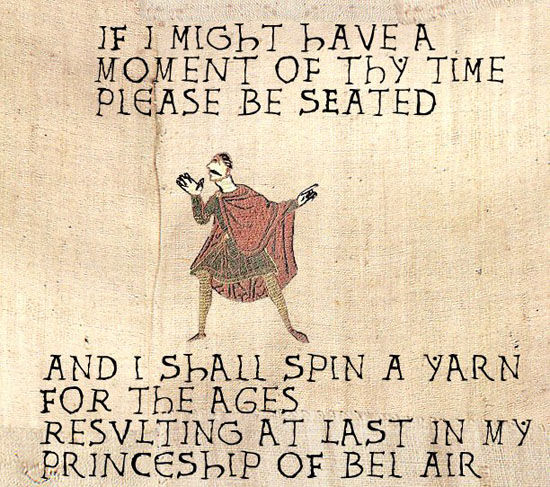 IF I MIGHT HAVE A
MOMENT OF THY TIME
PLEASE BE SEATED
AND I SHALL SPIN A YARN
FOR THE AGES
RESVLTING AT LAST IN MY
PRINCESHIP OF BEL AIR